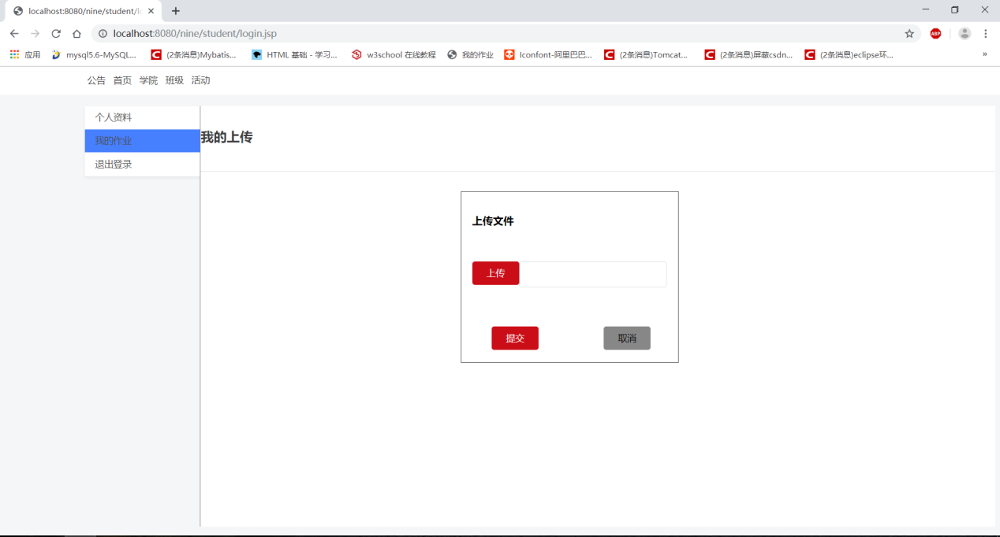 localhost:8080/nine/student/l
localhost:8080/nine/student/login.jsp
ABP
应用 mysql5.6-MySQL... (2条消息)Mybatis... HTML 基础 - 学习... w3school 在线教程 我的作业 Iconfont-阿里巴巴... (2条消息)Tomcat... (2条消息)屏蔽csdn... (2条消息)eclipse环... »
公告 首页 学院 班级 活动
个人资料
我的作业
退出登录
我的上传
上传文件
上传
提交 取消